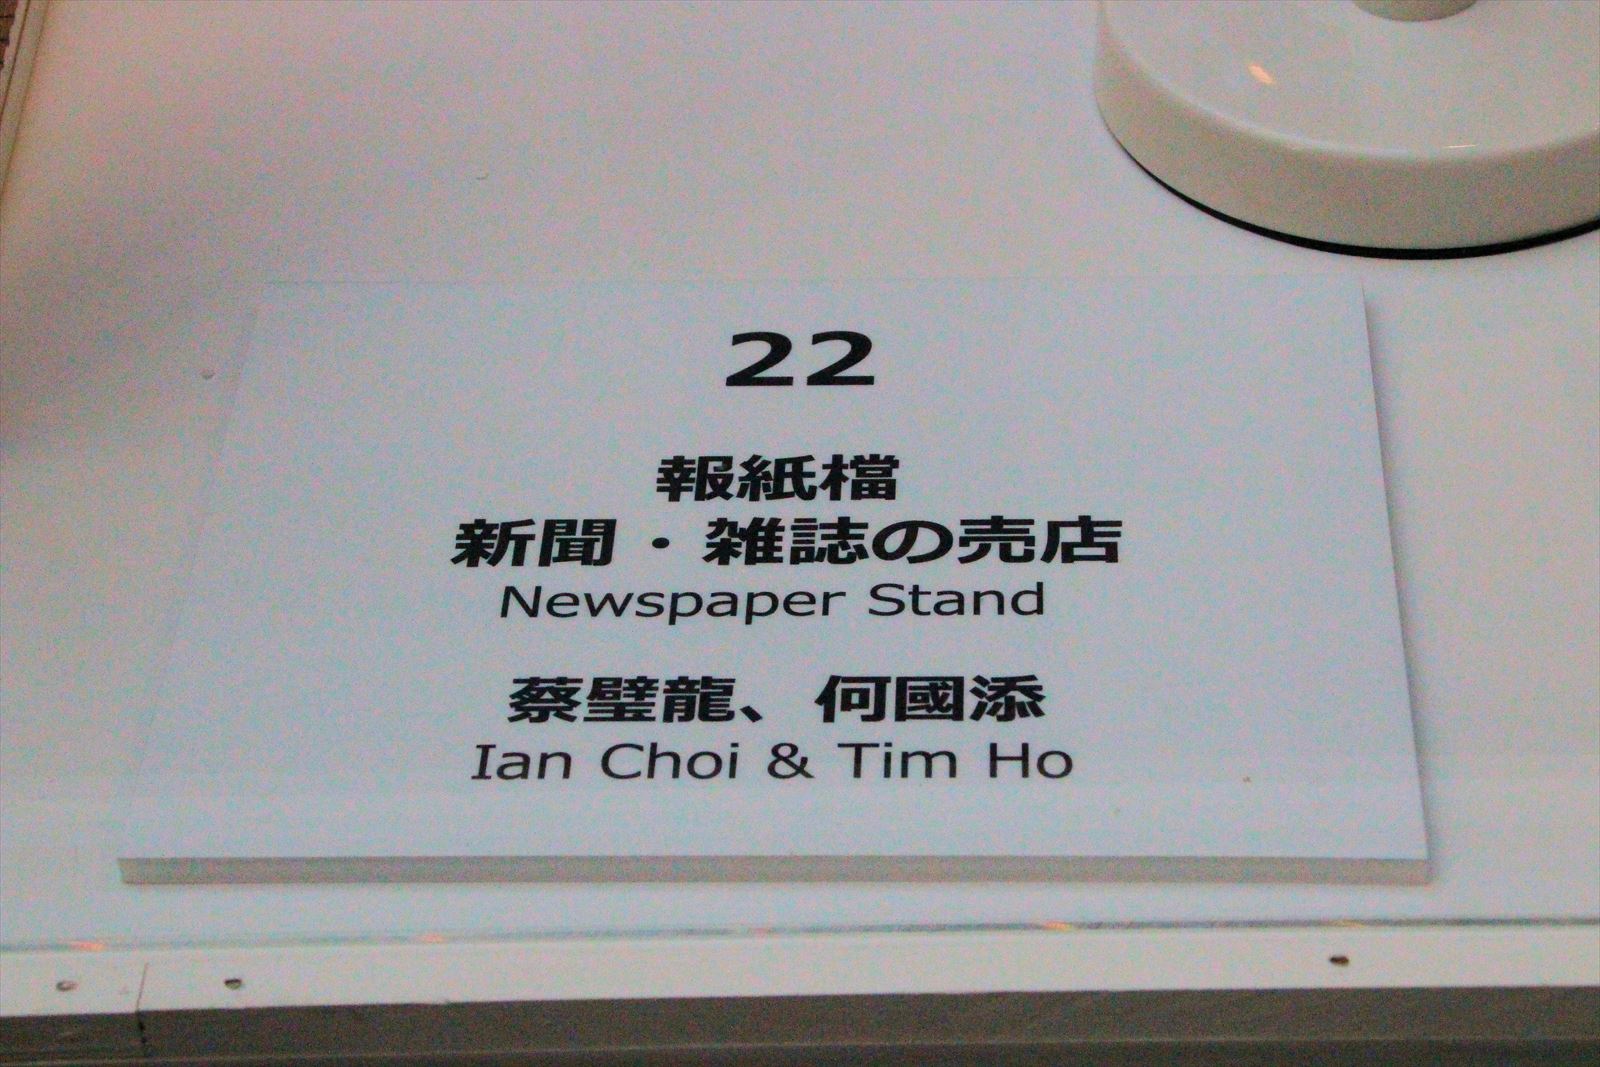 22
報紙檔
新聞・雑誌の売店
Newspaper Stand
蔡璧龍、何國添
Ian Choi & Tim Ho